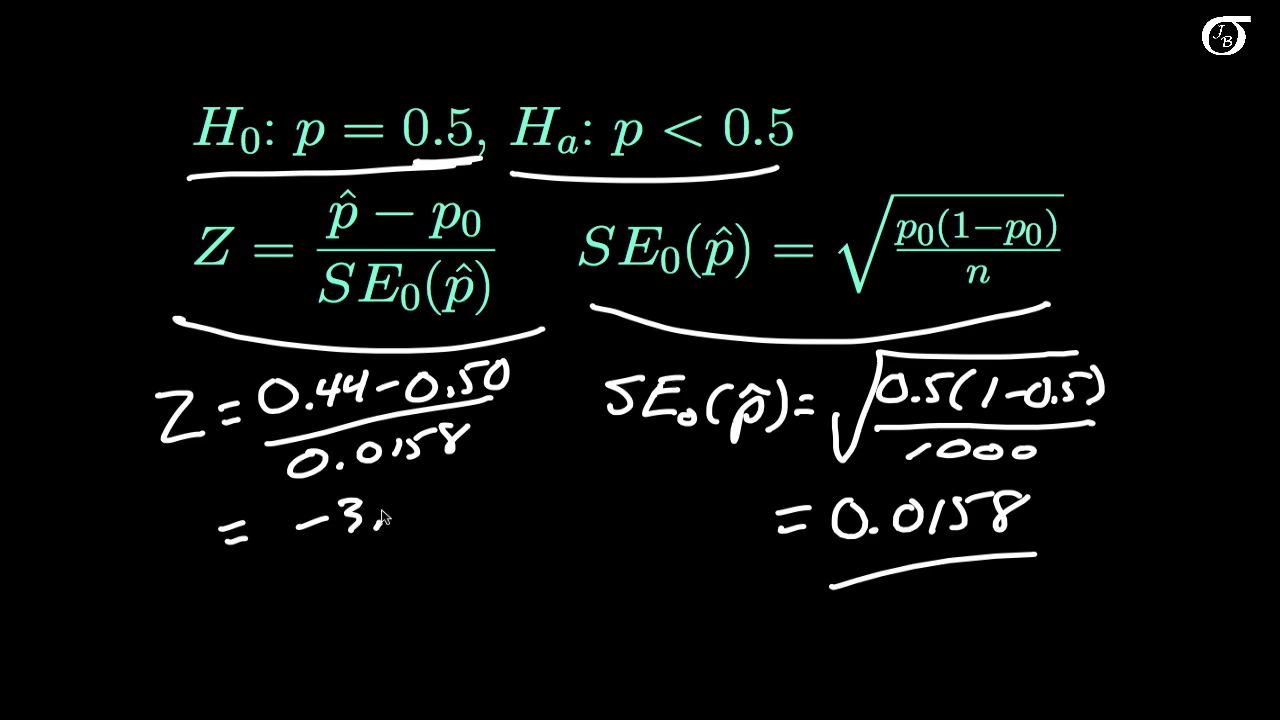 JB
H₀: p = 0.5, Hₐ: p < 0.5
Z = (p̂ − p₀) / SE₀(p̂)    SE₀(p̂) = √(p₀(1−p₀) / n)
Z = (0.44 − 0.50) / 0.0158    SE₀(p̂) = √(0.5(1−0.5) / 1000)
= −3.    = 0.0158